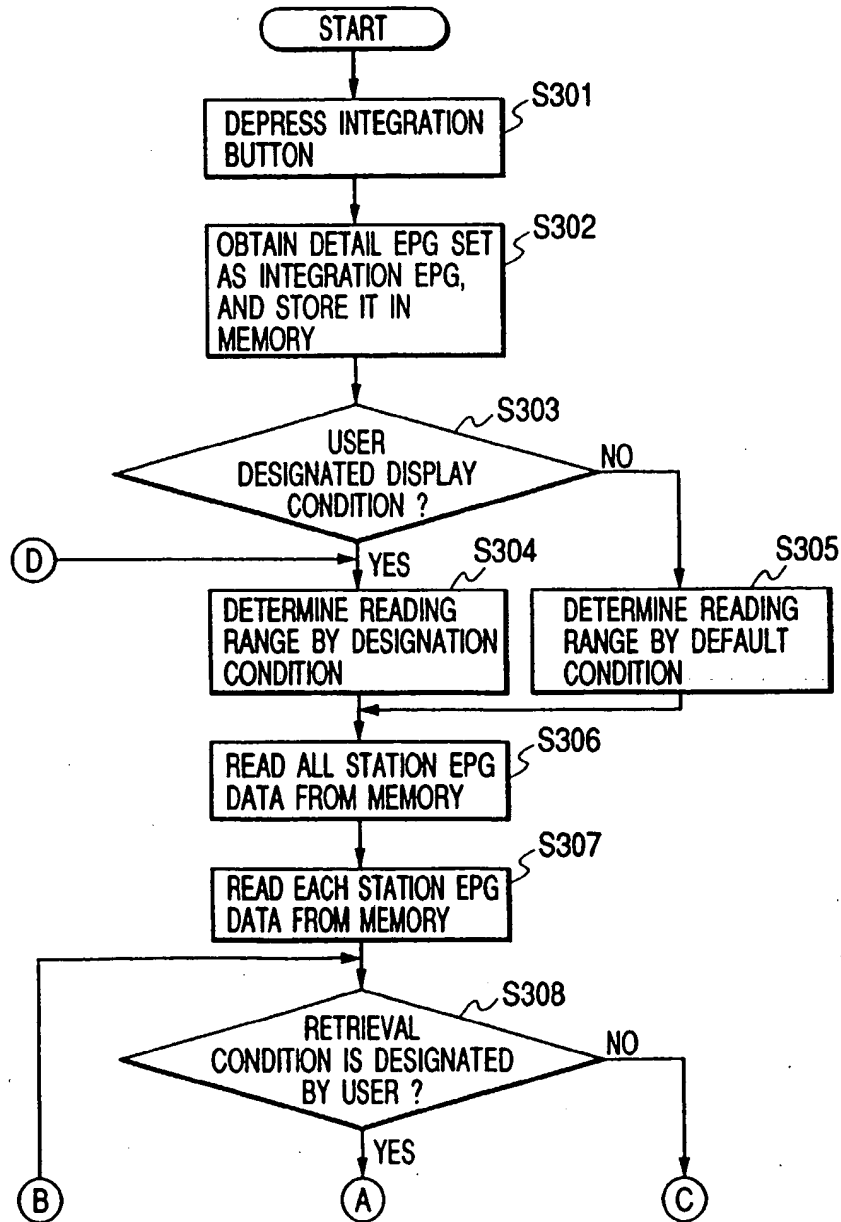 START
S301
DEPRESS INTEGRATION
BUTTON
S302
OBTAIN DETAIL EPG SET
AS INTEGRATION EPG,
AND STORE IT IN
MEMORY
S303
USER
DESIGNATED DISPLAY
CONDITION ?
NO
D
YES
S304
DETERMINE READING
RANGE BY DESIGNATION
CONDITION
S305
DETERMINE READING
RANGE BY DEFAULT
CONDITION
S306
READ ALL STATION EPG
DATA FROM MEMORY
S307
READ EACH STATION EPG
DATA FROM MEMORY
S308
RETRIEVAL
CONDITION IS DESIGNATED
BY USER ?
NO
YES
B
A
C